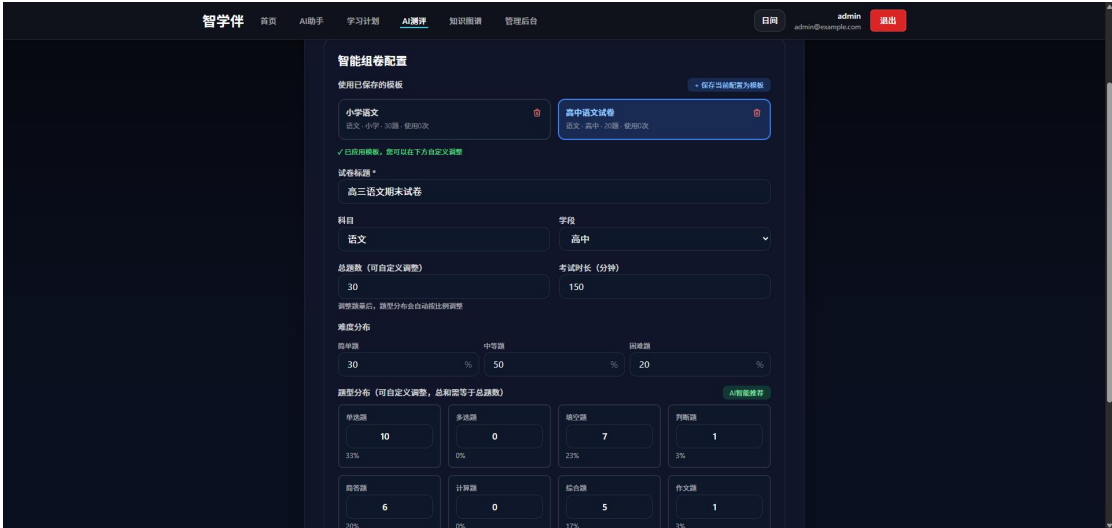 智学伴 首页 AI助手 学习计划 AI测评 知识图谱 管理后台 日间 admin 退出
admin@example.com
智能组卷配置
使用已保存的模板 + 保存当前配置为模板
小学语文 高中语文试卷
语文 · 小学 · 30题 · 使用0次 语文 · 高中 · 20题 · 使用0次
✓ 已应用模板，您可以在下方自定义调整
试卷标题 *
高三语文期末试卷
科目 学段
语文 高中
总题数（可自定义调整） 考试时长（分钟）
30 150
调整题量后，题型分布会自动按比例调整
难度分布
简单题 中等题 困难题
30 % 50 % 20 %
题型分布（可自定义调整，总和需等于总题数） AI智能推荐
单选题 多选题 填空题 判断题
10 0 7 1
33% 0% 23% 3%
简答题 计算题 综合题 作文题
6 0 5 1
20% 0% 17% 3%